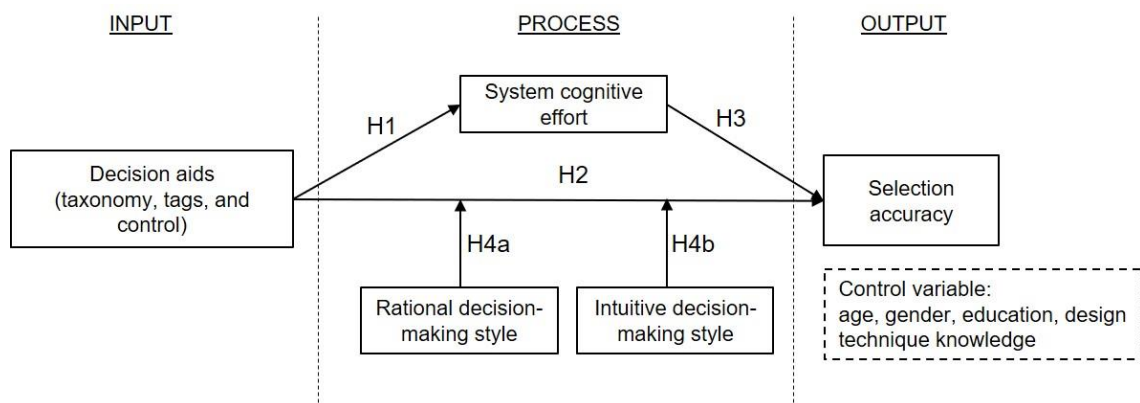 INPUT
PROCESS
OUTPUT
System cognitive
effort
H1
H3
Decision aids
(taxonomy, tags, and
control)
H2
Selection
accuracy
H4a
H4b
Rational decision-
making style
Intuitive decision-
making style
Control variable:
age, gender, education, design
technique knowledge